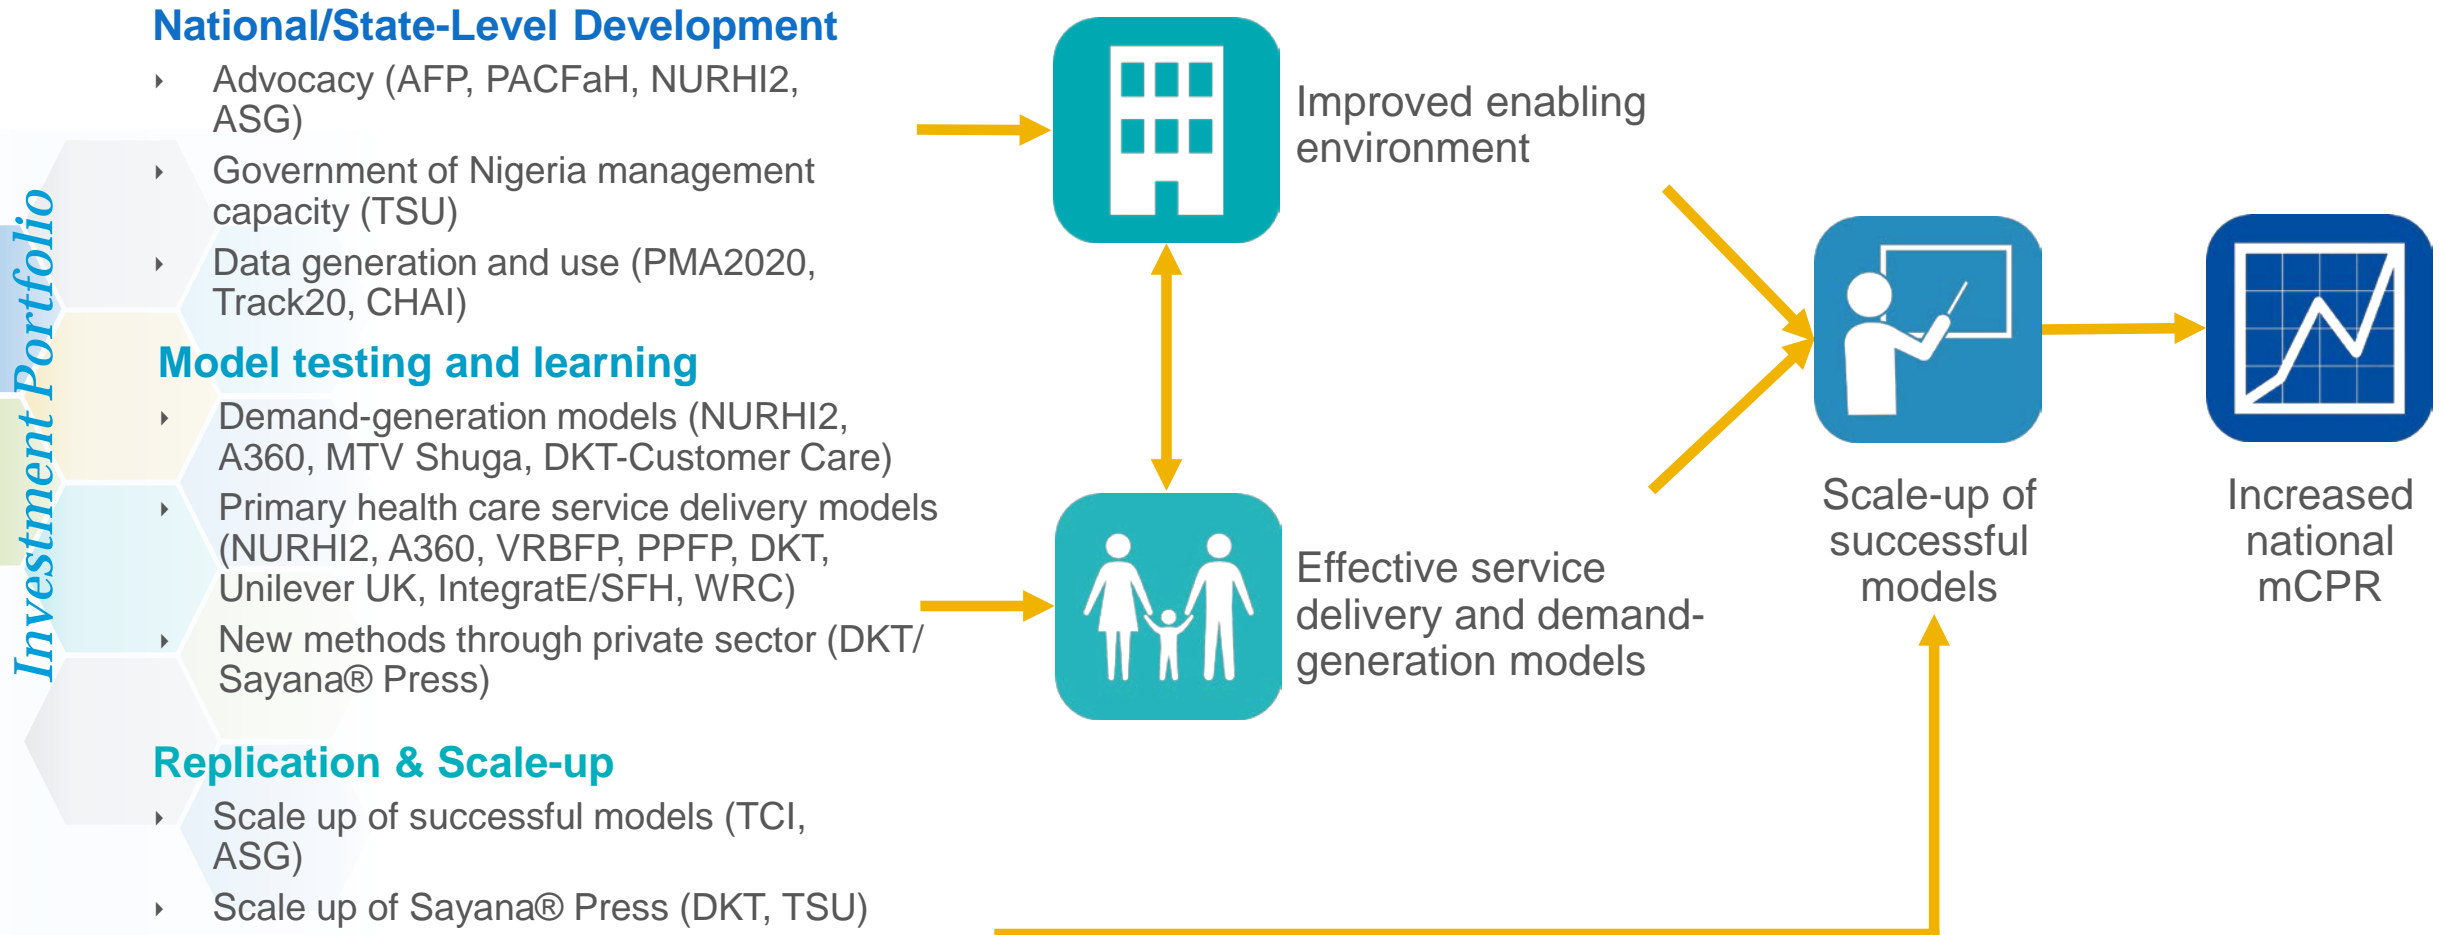 Investment Portfolio
National/State-Level Development
‣ Advocacy (AFP, PACFaH, NURHI2,
ASG)
‣ Government of Nigeria management
capacity (TSU)
‣ Data generation and use (PMA2020,
Track20, CHAI)
Model testing and learning
‣ Demand-generation models (NURHI2,
A360, MTV Shuga, DKT-Customer Care)
‣ Primary health care service delivery models
(NURHI2, A360, VRBFP, PPFP, DKT,
Unilever UK, IntegratE/SFH, WRC)
‣ New methods through private sector (DKT/
Sayana® Press)
Replication & Scale-up
‣ Scale up of successful models (TCI,
ASG)
‣ Scale up of Sayana® Press (DKT, TSU)
Improved enabling
environment
Effective service
delivery and demand-
generation models
Scale-up of
successful
models
Increased
national
mCPR